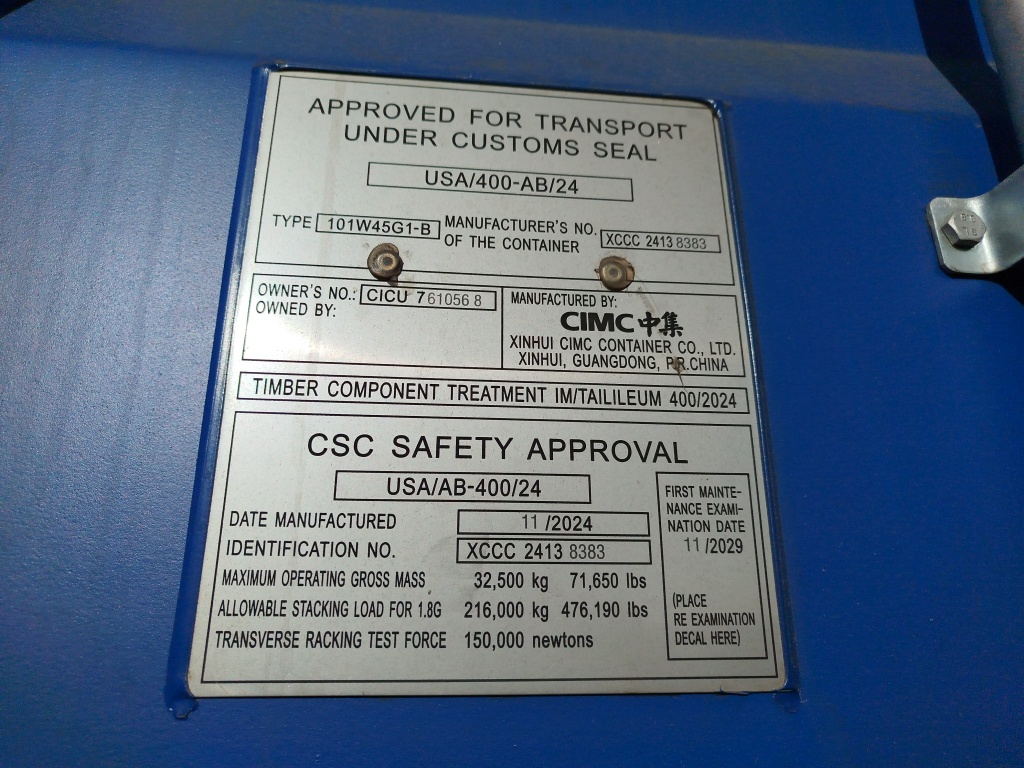 APPROVED FOR TRANSPORT
UNDER CUSTOMS SEAL
USA/400-AB/24
TYPE 101W45G1-B
MANUFACTURER'S NO.
OF THE CONTAINER
XCCC 2413 8383
OWNER'S NO.: CICU 761056 8
OWNED BY:
MANUFACTURED BY:
CIMC中集
XINHUI CIMC CONTAINER CO., LTD.
XINHUI, GUANGDONG, P.R.CHINA
TIMBER COMPONENT TREATMENT IM/TAILILEUM 400/2024
CSC SAFETY APPROVAL
USA/AB-400/24
DATE MANUFACTURED 11/2024
IDENTIFICATION NO. XCCC 2413 8383
MAXIMUM OPERATING GROSS MASS 32,500 kg 71,650 lbs
ALLOWABLE STACKING LOAD FOR 1.8G 216,000 kg 476,190 lbs
TRANSVERSE RACKING TEST FORCE 150,000 newtons
FIRST MAINTE-
NANCE EXAMI-
NATION DATE
11/2029
(PLACE
RE EXAMINATION
DECAL HERE)